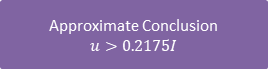 Approximate Conclusion
𝑢 > 0.2175𝐼